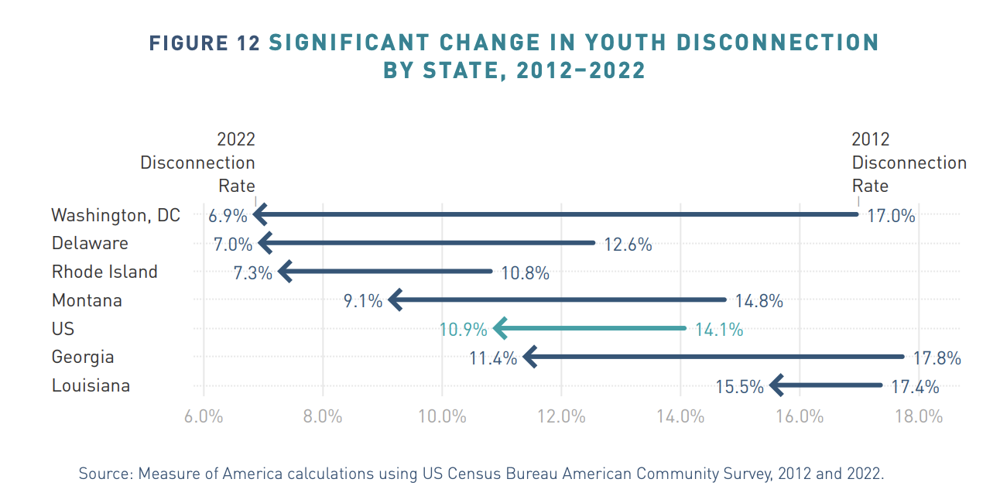 FIGURE 12 SIGNIFICANT CHANGE IN YOUTH DISCONNECTION
BY STATE, 2012–2022
2022
Disconnection
Rate
2012
Disconnection
Rate
Washington, DC 6.9% 17.0%
Delaware 7.0% 12.6%
Rhode Island 7.3% 10.8%
Montana 9.1% 14.8%
US 10.9% 14.1%
Georgia 11.4% 17.8%
Louisiana 15.5% 17.4%
6.0% 8.0% 10.0% 12.0% 14.0% 16.0% 18.0%
Source: Measure of America calculations using US Census Bureau American Community Survey, 2012 and 2022.